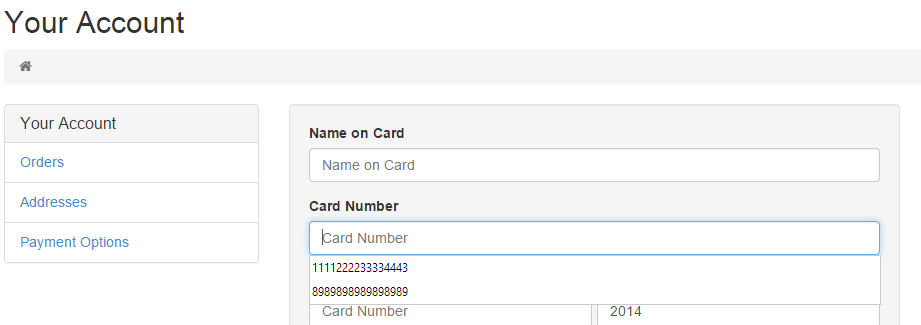 Your Account
Your Account
Orders
Addresses
Payment Options
Name on Card
Name on Card
Card Number
Card Number
1111222233334443
8989898989898989
Card Number
2014